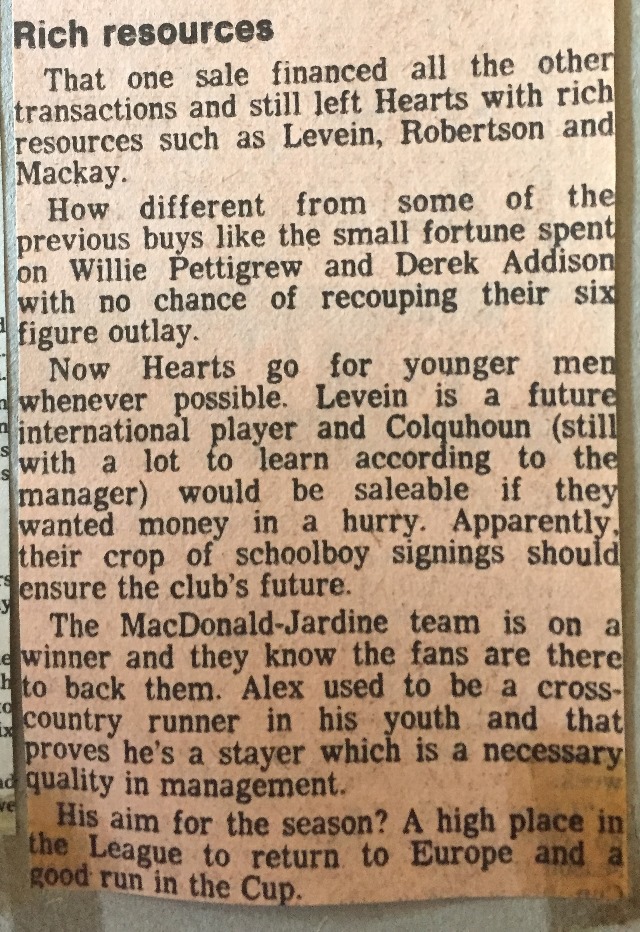 Rich resources
That one sale financed all the other
transactions and still left Hearts with rich
resources such as Levein, Robertson and
Mackay.
How different from some of the
previous buys like the small fortune spent
on Willie Pettigrew and Derek Addison
with no chance of recouping their six
figure outlay.
Now Hearts go for younger men
whenever possible. Levein is a future
international player and Colquhoun (still
with a lot to learn according to the
manager) would be saleable if they
wanted money in a hurry. Apparently,
their crop of schoolboy signings should
ensure the club's future.
The MacDonald-Jardine team is on a
winner and they know the fans are there
to back them. Alex used to be a cross-
country runner in his youth and that
proves he's a stayer which is a necessary
quality in management.
His aim for the season? A high place in
the League to return to Europe and a
good run in the Cup.